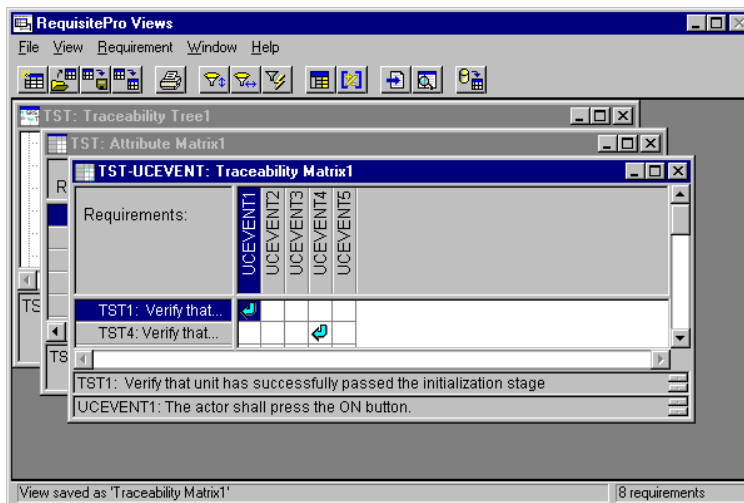 RequisitePro Views
File View Requirement Window Help
TST: Traceability Tree1
TST: Attribute Matrix1
TST-UCEVENT: Traceability Matrix1
R
Requirements:
UCEVENT1
UCEVENT2
UCEVENT3
UCEVENT4
UCEVENT5
TST1: Verify that...
TS
TST4: Verify that...
TS
TST1: Verify that unit has successfully passed the initialization stage
UCEVENT1: The actor shall press the ON button.
View saved as 'Traceability Matrix1'
8 requirements